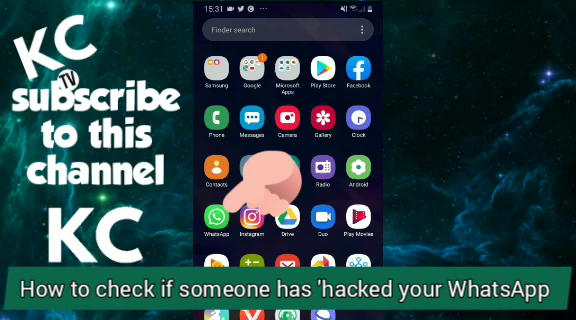 15:31
Finder search
KC
TV
subscribe
to this
channel
KC
1
Samsung
Google
Microsoft
Apps
Play Store
Facebook
Phone
Messages
Camera
Gallery
Clock
Contacts
Radio
Android
WhatsApp
Instagram
Drive
Duo
Play Movies
How to check if someone has 'hacked your WhatsApp